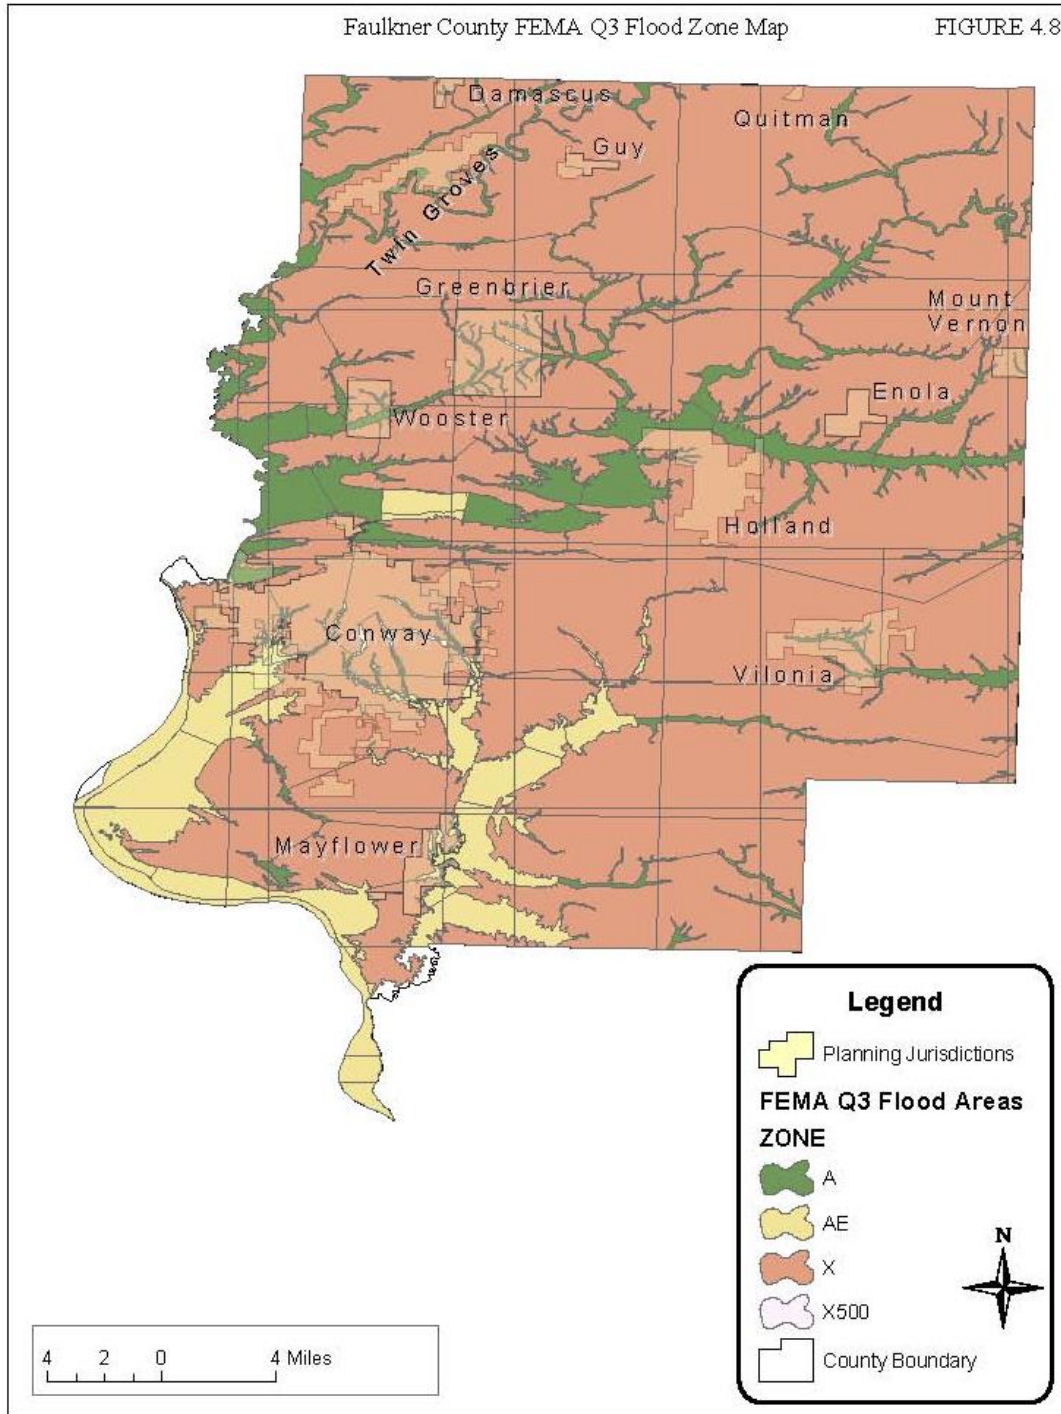 Faulkner County FEMA Q3 Flood Zone Map
FIGURE 4.8
Damascus
Quitman
Guy
Twin Groves
Greenbrier
Mount
Vernon
Enola
Wooster
Holland
Conway
Vilonia
Mayflower
Legend
Planning Jurisdictions
FEMA Q3 Flood Areas
ZONE
A
AE
X
X500
County Boundary
N
4 2 0 4 Miles